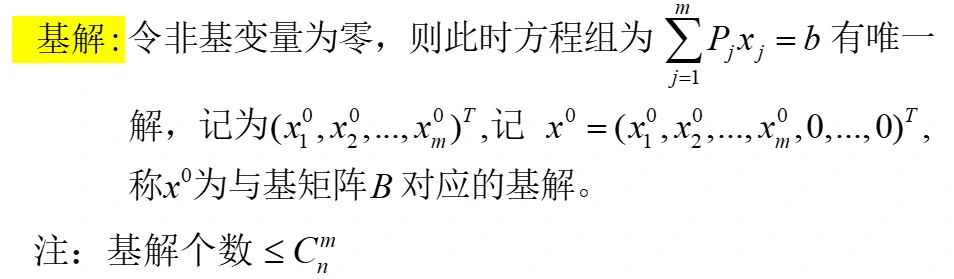 基解:令非基变量为零，则此时方程组为 $\sum_{j=1}^{m} P_j x_j = b$ 有唯一
解，记为$(x_1^0, x_2^0, ..., x_m^0)^T$,记 $x^0 = (x_1^0, x_2^0, ..., x_m^0, 0, ..., 0)^T$,
称$x^0$为与基矩阵$B$对应的基解。
注：基解个数 $\leq C_n^m$